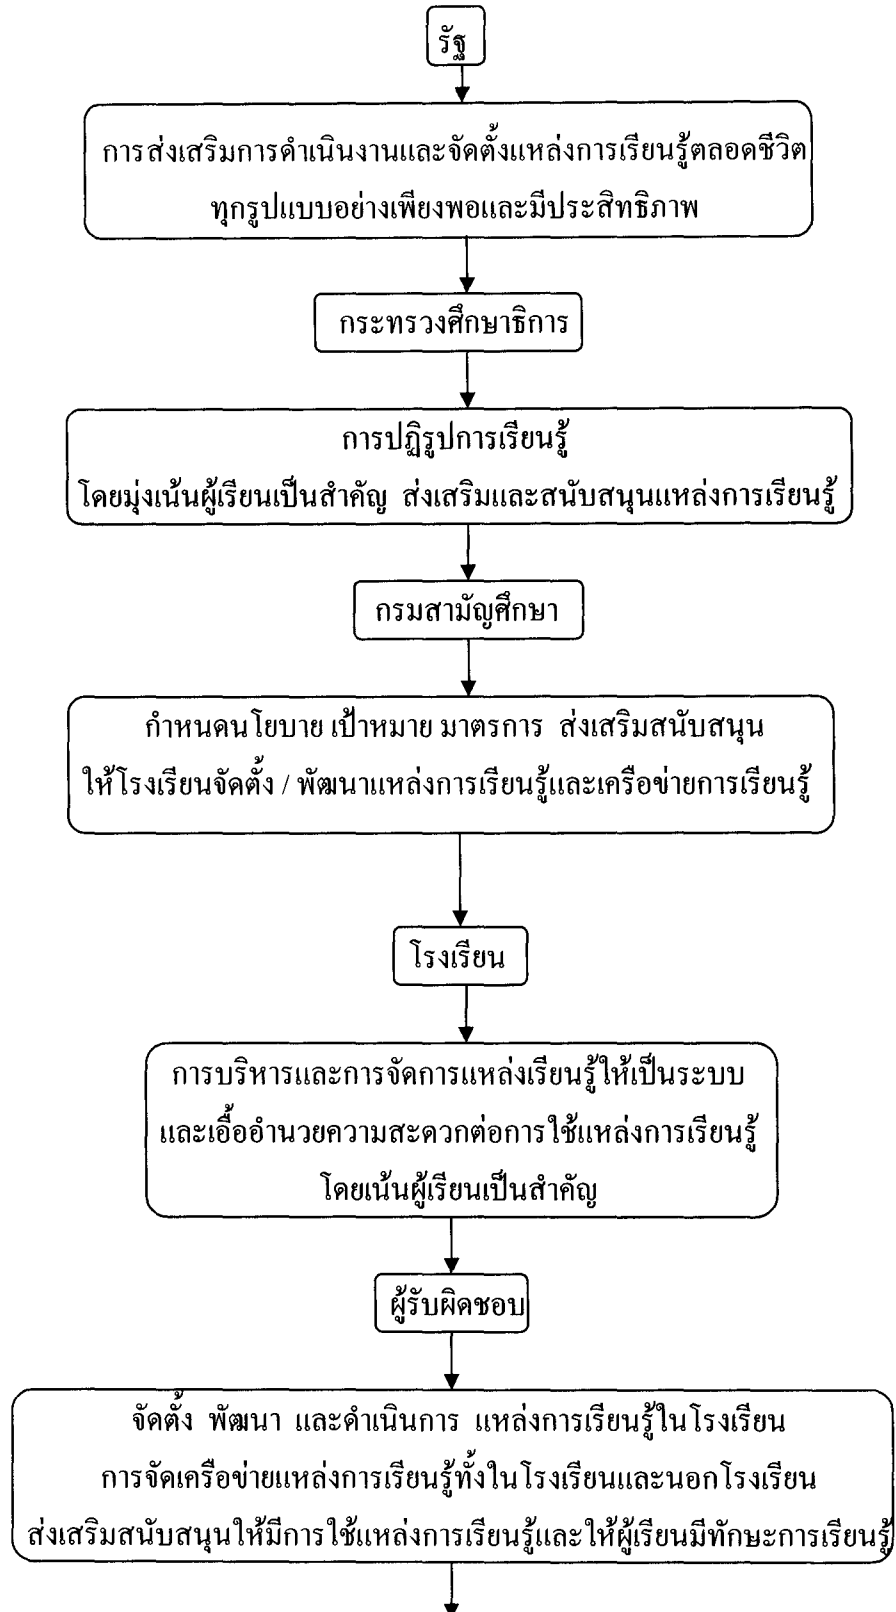 รัฐ
การส่งเสริมการดำเนินงานและจัดตั้งแหล่งการเรียนรู้ตลอดชีวิต
ทุกรูปแบบอย่างเพียงพอและมีประสิทธิภาพ
กระทรวงศึกษาธิการ
การปฏิรูปการเรียนรู้
โดยมุ่งเน้นผู้เรียนเป็นสำคัญ ส่งเสริมและสนับสนุนแหล่งการเรียนรู้
กรมสามัญศึกษา
กำหนดนโยบาย เป้าหมาย มาตรการ ส่งเสริมสนับสนุน
ให้โรงเรียนจัดตั้ง / พัฒนาแหล่งการเรียนรู้และเครือข่ายการเรียนรู้
โรงเรียน
การบริหารและการจัดการแหล่งเรียนรู้ให้เป็นระบบ
และเอื้ออำนวยความสะดวกต่อการใช้แหล่งการเรียนรู้
โดยเน้นผู้เรียนเป็นสำคัญ
ผู้รับผิดชอบ
จัดตั้ง พัฒนา และดำเนินการ แหล่งการเรียนรู้ในโรงเรียน
การจัดเครือข่ายแหล่งการเรียนรู้ทั้งในโรงเรียนและนอกโรงเรียน
ส่งเสริมสนับสนุนให้มีการใช้แหล่งการเรียนรู้และให้ผู้เรียนมีทักษะการเรียนรู้